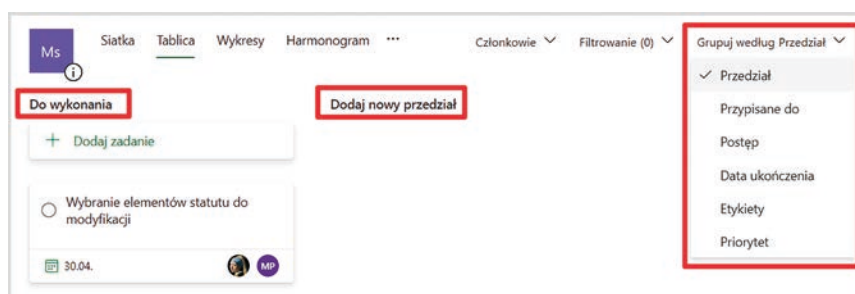 Ms
Siatka Tablica Wykresy Harmonogram ··· Członkowie Filtrowanie (0) Grupuj według Przedział
Do wykonania
Dodaj nowy przedział
Dodaj zadanie
Wybranie elementów statutu do
modyfikacji
30.04. MP
Przedział
Przypisane do
Postęp
Data ukończenia
Etykiety
Priorytet